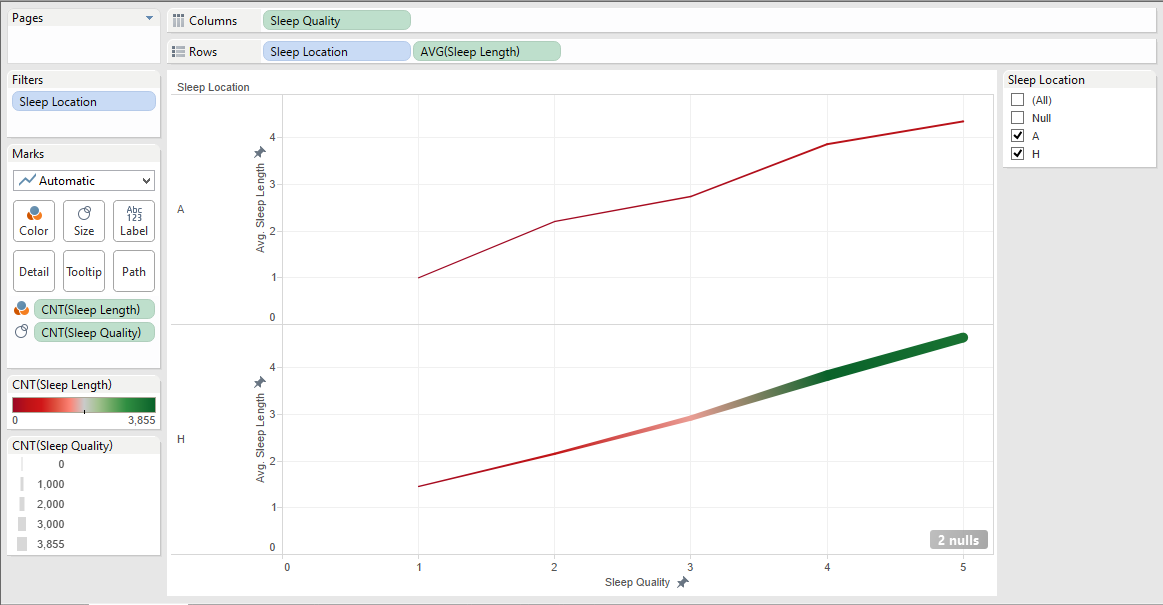 Pages
Columns
Sleep Quality
Rows
Sleep Location
AVG(Sleep Length)
Filters
Sleep Location
Marks
Automatic
Color
Size
Abc
123
Label
Detail
Tooltip
Path
CNT(Sleep Length)
CNT(Sleep Quality)
CNT(Sleep Length)
0
3,855
CNT(Sleep Quality)
0
1,000
2,000
3,000
3,855
Sleep Location
A
Avg. Sleep Length
4
3
2
1
0
H
Avg. Sleep Length
4
3
2
1
0
2 nulls
0 1 2 3 4 5
Sleep Quality
Sleep Location
(All)
Null
A
H